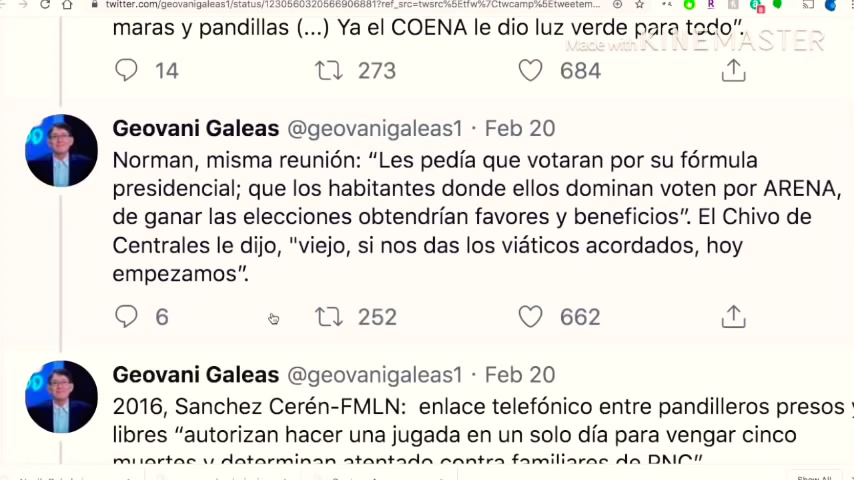 twitter.com/geovanigaleas1/status/1230560320566906881?ref_src=twsrc%5Etfw%7Ctwcamp%5Etweetem...
maras y pandillas (...) Ya el COENA le dio luz verde para todo”.
Made with KINEMASTER
14 273 684
Geovani Galeas @geovanigaleas1 · Feb 20
Norman, misma reunión: “Les pedía que votaran por su fórmula
presidencial; que los habitantes donde ellos dominan voten por ARENA,
de ganar las elecciones obtendrían favores y beneficios”. El Chivo de
Centrales le dijo, "viejo, si nos das los viáticos acordados, hoy
empezamos”.
6 252 662
Geovani Galeas @geovanigaleas1 · Feb 20
2016, Sanchez Cerén-FMLN: enlace telefónico entre pandilleros presos y
libres “autorizan hacer una jugada en un solo día para vengar cinco
muertes y determinan atentado contra familiares de PNC”
Show All